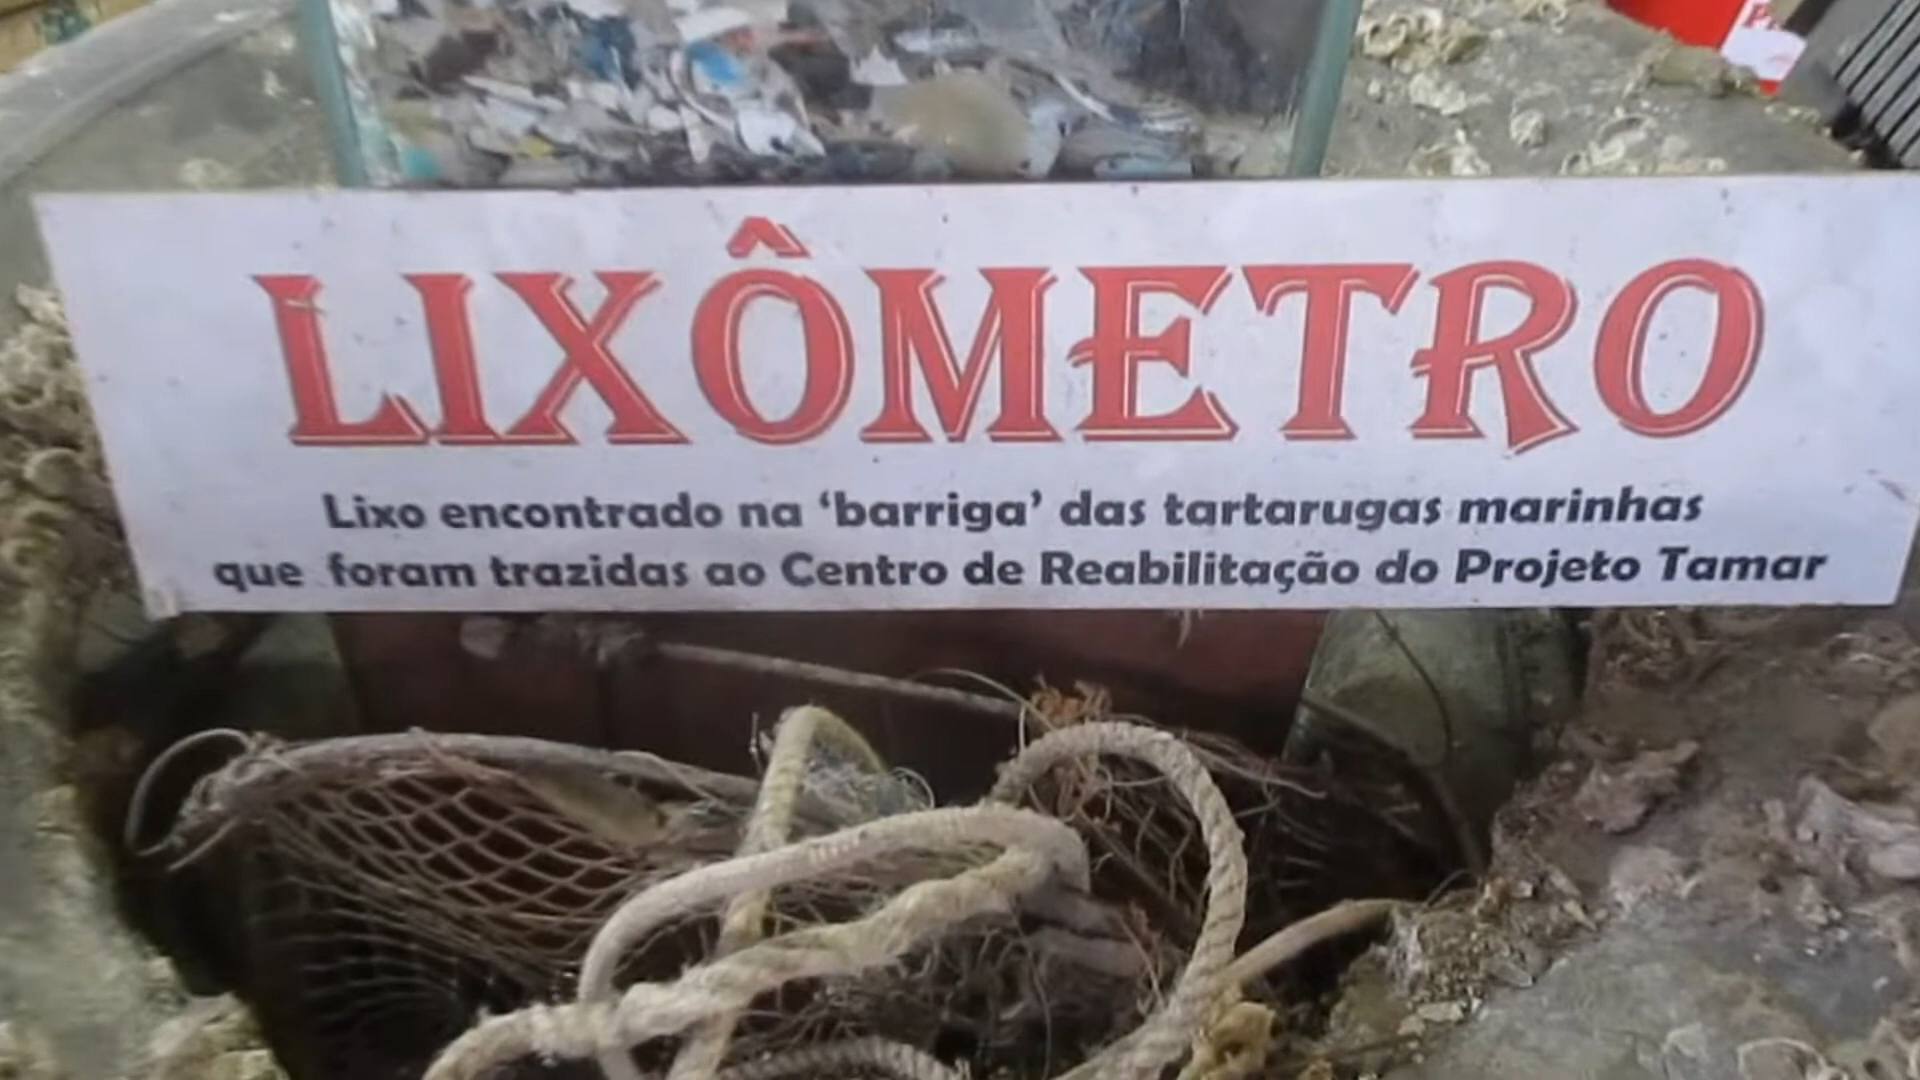 LIXÔMETRO
Lixo encontrado na ‘barriga’ das tartarugas marinhas
que foram trazidas ao Centro de Reabilitação do Projeto Tamar